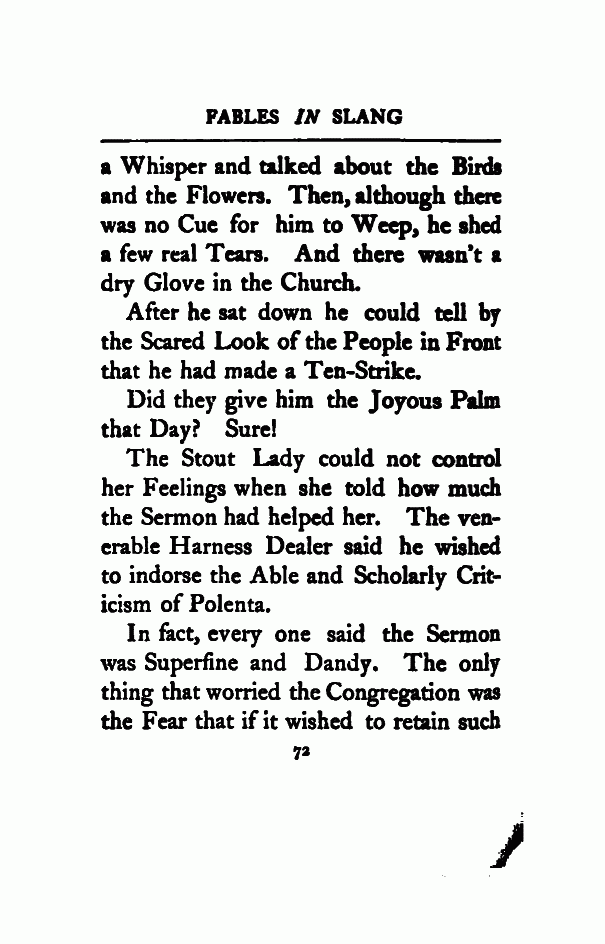 FABLES IN SLANG
a Whisper and talked about the Birds
and the Flowers. Then, although there
was no Cue for him to Weep, he shed
a few real Tears. And there wasn't a
dry Glove in the Church.
After he sat down he could tell by
the Scared Look of the People in Front
that he had made a Ten-Strike.
Did they give him the Joyous Palm
that Day? Sure!
The Stout Lady could not control
her Feelings when she told how much
the Sermon had helped her. The ven-
erable Harness Dealer said he wished
to indorse the Able and Scholarly Crit-
icism of Polenta.
In fact, every one said the Sermon
was Superfine and Dandy. The only
thing that worried the Congregation was
the Fear that if it wished to retain such
72